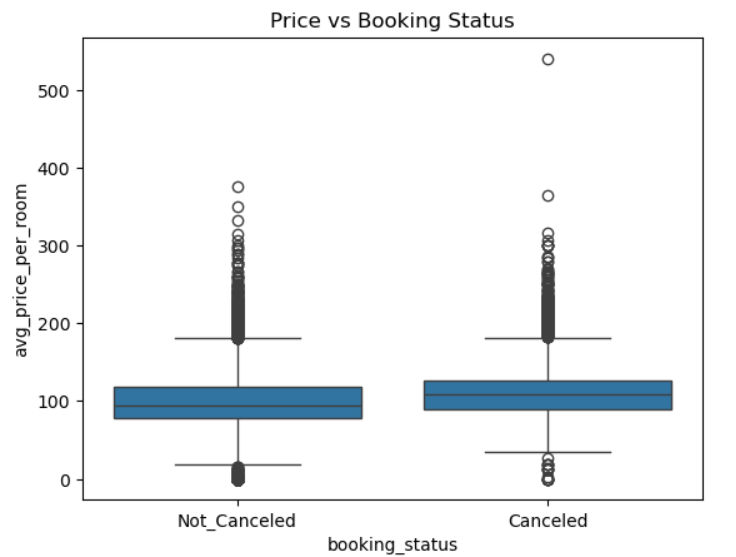 Price vs Booking Status
500
400
300
200
100
0
avg_price_per_room
Not_Canceled
Canceled
booking_status